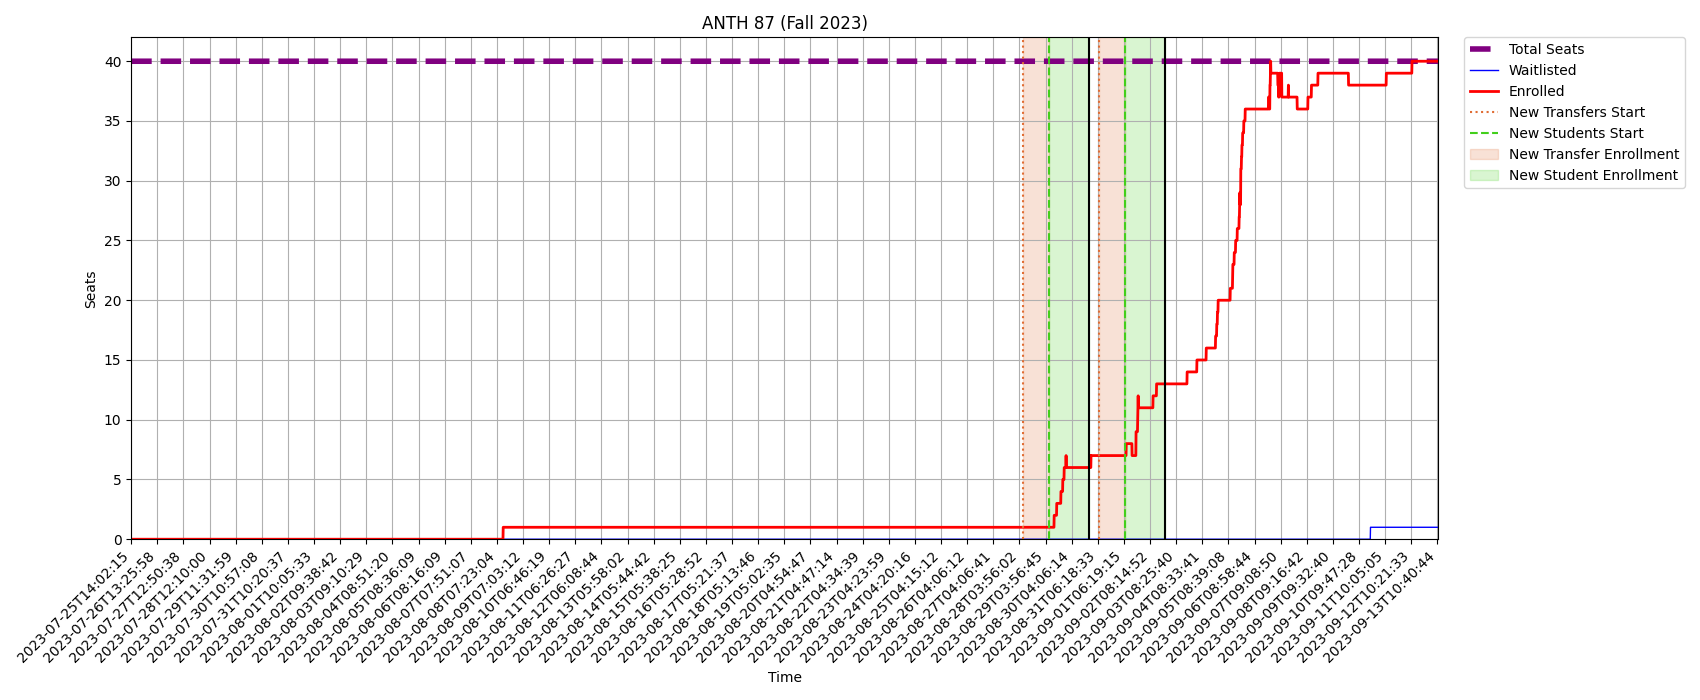 ANTH 87 (Fall 2023)
Total Seats
Waitlisted
Enrolled
New Transfers Start
New Students Start
New Transfer Enrollment
New Student Enrollment
Seats
40
35
30
25
20
15
10
5
0
2023-07-25T14:02:15
2023-07-26T13:25:58
2023-07-27T12:50:38
2023-07-28T12:10:00
2023-07-29T11:31:59
2023-07-30T10:57:08
2023-07-31T10:20:37
2023-08-01T10:05:33
2023-08-02T09:38:42
2023-08-03T09:10:29
2023-08-04T08:51:20
2023-08-05T08:36:09
2023-08-06T08:16:09
2023-08-07T07:51:07
2023-08-08T07:23:04
2023-08-09T07:03:12
2023-08-10T06:46:19
2023-08-11T06:26:27
2023-08-12T06:08:44
2023-08-13T05:58:02
2023-08-14T05:44:42
2023-08-15T05:38:25
2023-08-16T05:28:52
2023-08-17T05:21:37
2023-08-18T05:13:46
2023-08-19T05:02:35
2023-08-20T04:54:47
2023-08-21T04:47:14
2023-08-22T04:34:39
2023-08-23T04:23:59
2023-08-24T04:20:16
2023-08-25T04:15:12
2023-08-26T04:06:12
2023-08-27T04:06:41
2023-08-28T03:56:02
2023-08-29T03:56:45
2023-08-30T04:06:14
2023-08-31T06:18:33
2023-09-01T06:19:15
2023-09-02T08:14:52
2023-09-03T08:25:40
2023-09-04T08:33:41
2023-09-05T08:39:08
2023-09-06T08:58:44
2023-09-07T09:08:50
2023-09-08T09:16:42
2023-09-09T09:32:40
2023-09-10T09:47:28
2023-09-11T10:05:05
2023-09-12T10:21:33
2023-09-13T10:40:44
Time